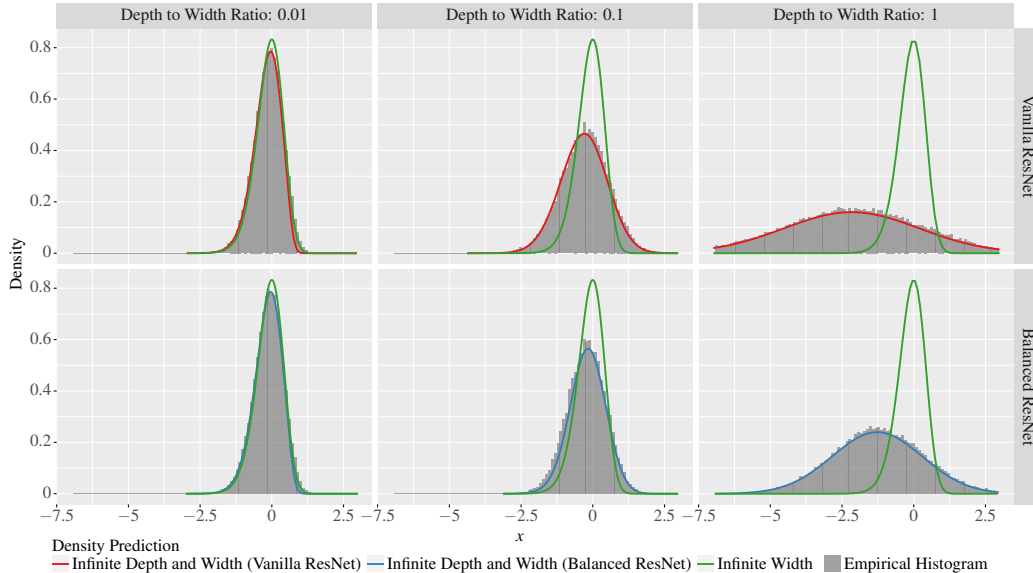 Depth to Width Ratio: 0.01
Depth to Width Ratio: 0.1
Depth to Width Ratio: 1
0.8
0.6
0.4
0.2
0
Vanilla ResNet
Density
0.8
0.6
0.4
0.2
0
Balanced ResNet
−7.5 −5 −2.5 0 2.5
−7.5 −5 −2.5 0 2.5
−7.5 −5 −2.5 0 2.5
x
Density Prediction
Infinite Depth and Width (Vanilla ResNet) Infinite Depth and Width (Balanced ResNet) Infinite Width Empirical Histogram